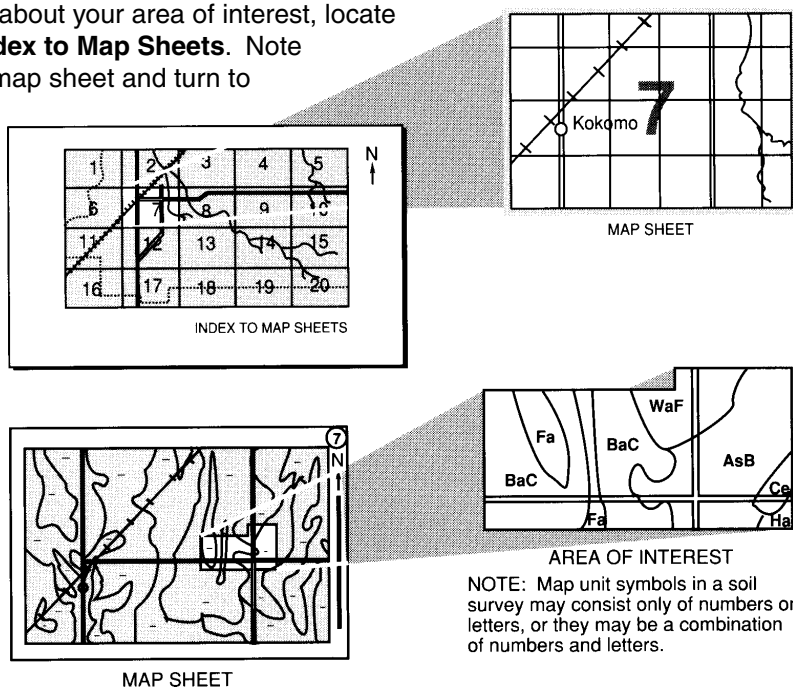 about your area of interest, locate
dex to Map Sheets. Note
map sheet and turn to
7
Kokomo
MAP SHEET
1 2 3 4 5
N
6 7 8 9 10
11 12 13 14 15
16 17 18 19 20
INDEX TO MAP SHEETS
7
N
MAP SHEET
WaF
Fa
BaC
AsB
BaC
Ce
Fa
Ha
AREA OF INTEREST
NOTE: Map unit symbols in a soil
survey may consist only of numbers or
letters, or they may be a combination
of numbers and letters.